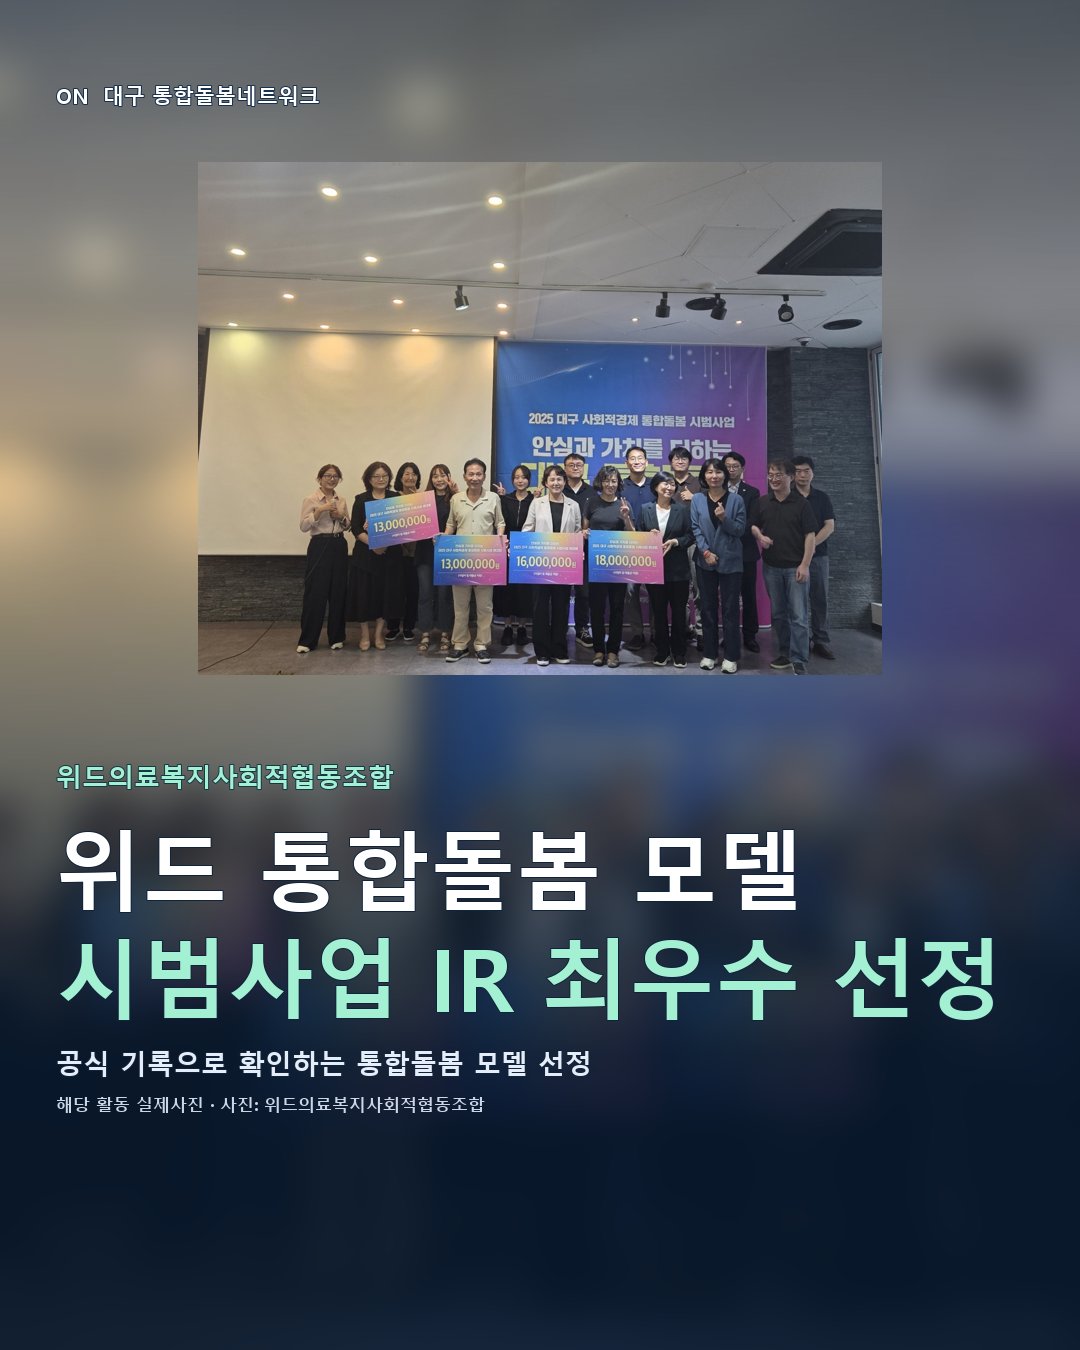 ON 대구 통합돌봄네트워크
2025 대구 사회적경제 통합돌봄 시범사업
안심과 가치를 더하는
13,000,000원
13,000,000원
16,000,000원
18,000,000원
위드의료복지사회적협동조합
위드 통합돌봄 모델
시범사업 IR 최우수 선정
공식 기록으로 확인하는 통합돌봄 모델 선정
해당 활동 실제사진 · 사진: 위드의료복지사회적협동조합